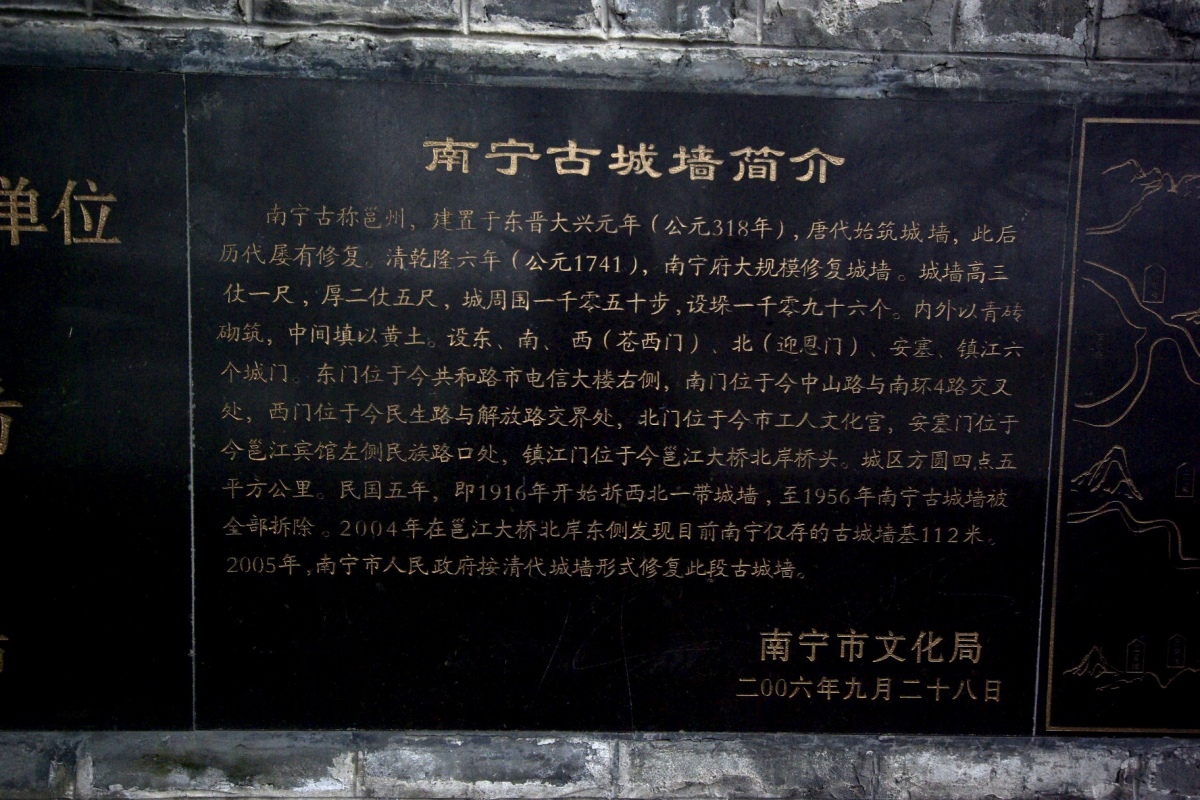 单位
南宁古城墙简介
南宁古称邕州，建置于东晋大兴元年（公元318年），唐代始筑城墙，此后
历代屡有修复。清乾隆六年（公元1741），南宁府大规模修复城墙。城墙高三
仗一尺，厚二仗五尺，城周围一千零五十步，设垛一千零九十六个。内外以青砖
砌筑，中间填以黄土。设东、南、西（苍西门）、北（迎恩门）、安塞、镇江六
个城门。东门位于今共和路市电信大楼右侧，南门位于今中山路与南环4路交叉
处，西门位于今民生路与解放路交界处，北门位于今市工人文化宫，安塞门位于
今邕江宾馆左侧民族路口处，镇江门位于今邕江大桥北岸桥头。城区方圆四点五
平方公里。民国五年，即1916年开始拆西北一带城墙，至1956年南宁古城墙被
全部拆除。2004年在邕江大桥北岸东侧发现目前南宁仅存的古城墙基112米。
2005年，南宁市人民政府按清代城墙形式修复此段古城墙。
南宁市文化局
二00六年九月二十八日